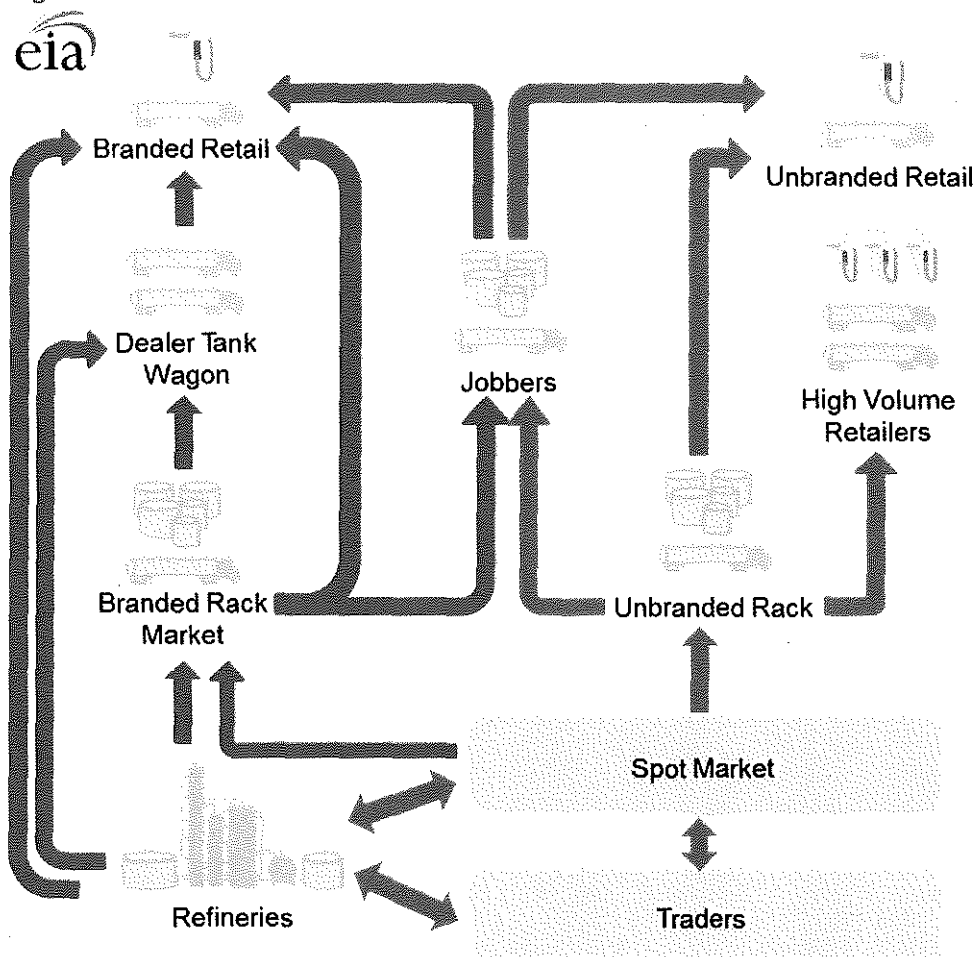 eia
Branded Retail
Unbranded Retail
Dealer Tank
Wagon
Jobbers
High Volume
Retailers
Branded Rack
Market
Unbranded Rack
Spot Market
Refineries
Traders